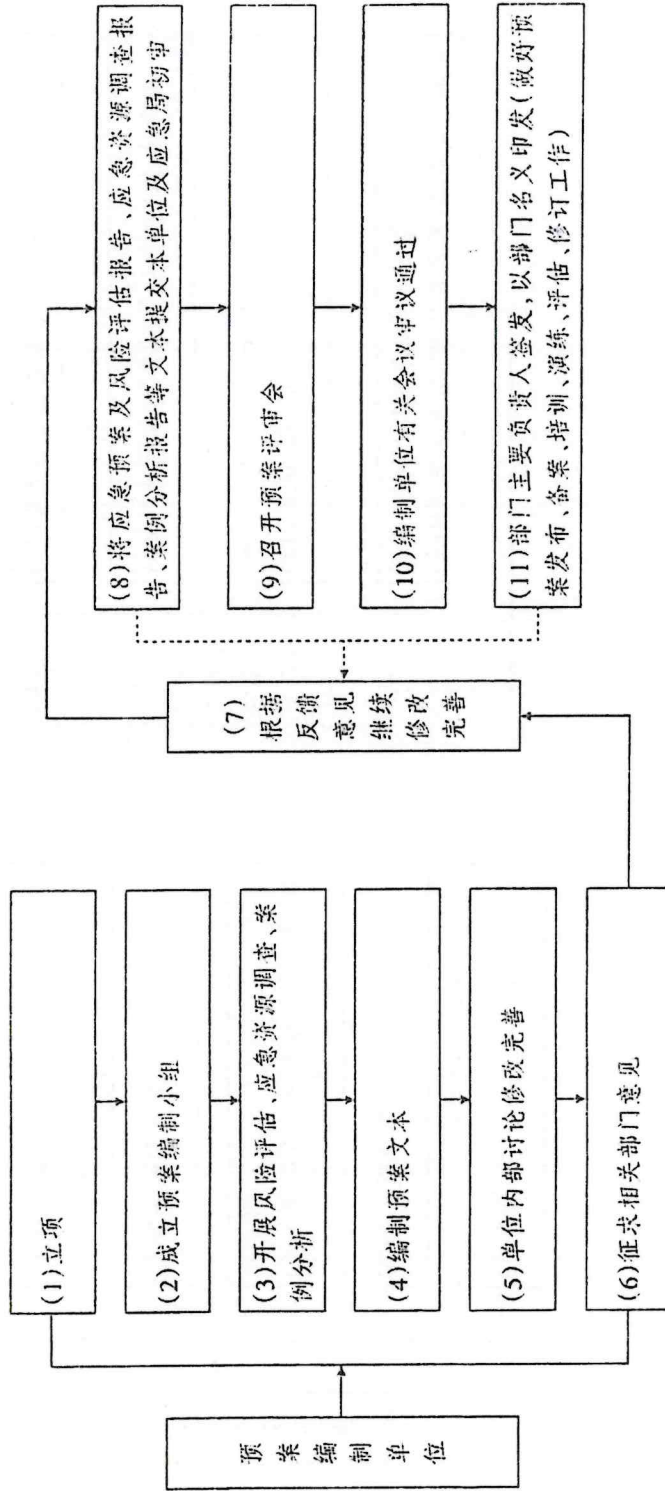 预案编制单位
(1)立项
(2)成立预案编制小组
(3)开展风险评估、应急资源调查、案
例分析
(4)编制预案文本
(5)单位内部讨论修改完善
(6)征求相关部门意见
(7)
根据
反馈
意见
继续
修改
完善
(8)将应急预案及风险评估报告、应急资源调查报
告、案例分析报告等文本提交本单位及应急局初审
(9)召开预案评审会
(10)编制单位有关会议审议通过
(11)部门主要负责人签发,以部门名义印发(做好预
案发布、备案、培训、演练、评估、修订工作)